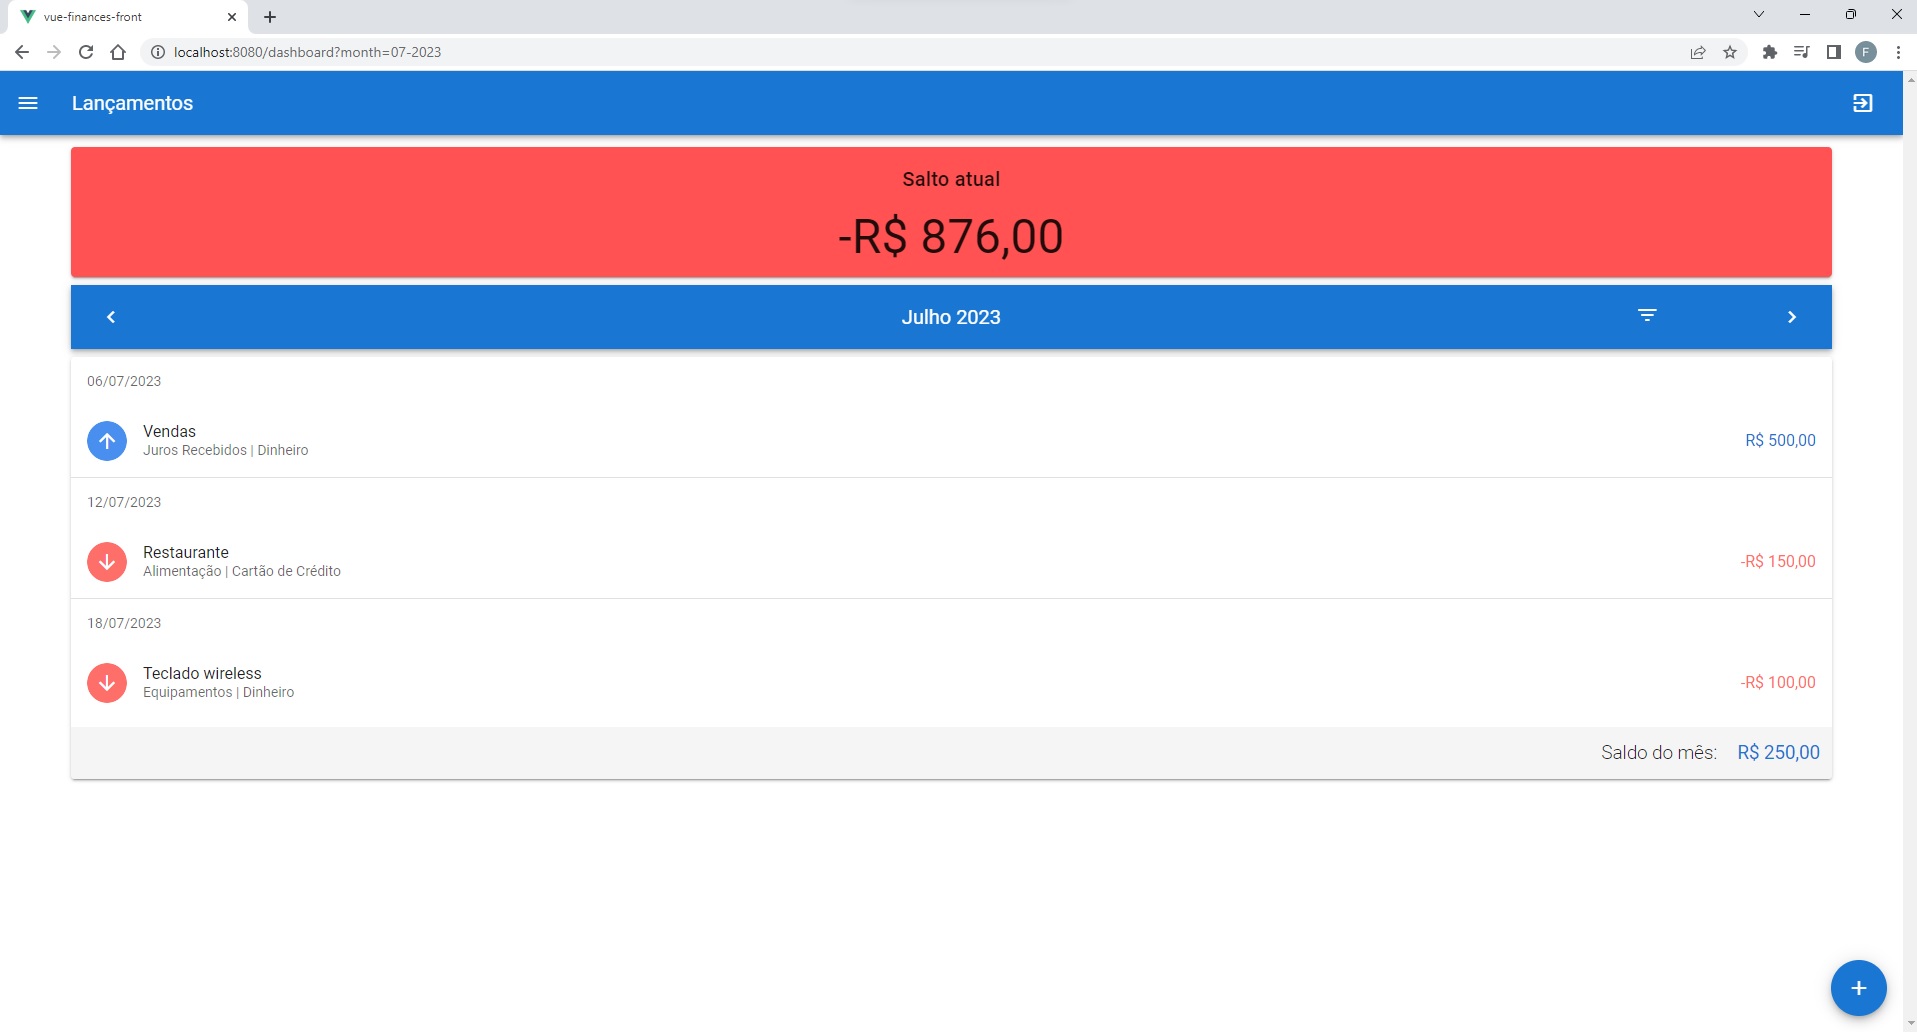 vue-finances-front
localhost:8080/dashboard?month=07-2023
F
Lançamentos
Salto atual
-R$ 876,00
Julho 2023
06/07/2023
Vendas
Juros Recebidos | Dinheiro
R$ 500,00
12/07/2023
Restaurante
Alimentação | Cartão de Crédito
-R$ 150,00
18/07/2023
Teclado wireless
Equipamentos | Dinheiro
-R$ 100,00
Saldo do mês: R$ 250,00